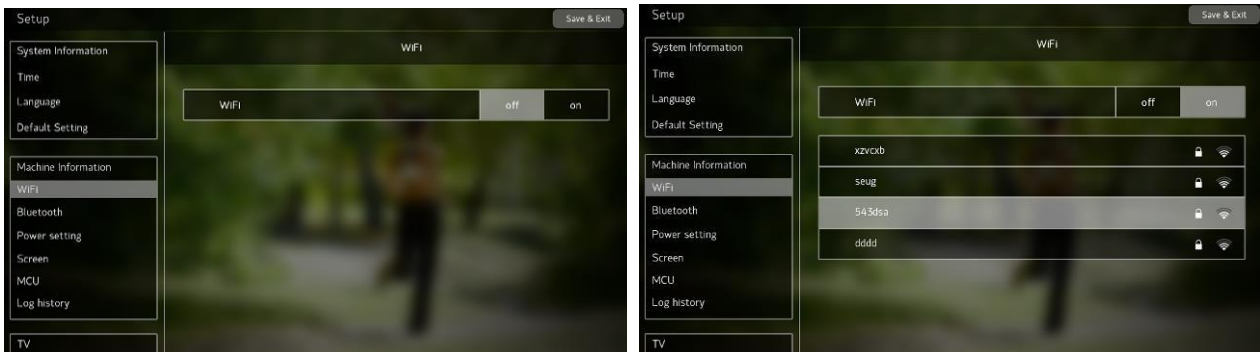 Setup
Save & Exit
System Information
Time
Language
Default Setting
Machine Information
WiFi
Bluetooth
Power setting
Screen
MCU
Log history
TV
WiFi
WiFi off on
Setup
Save & Exit
System Information
Time
Language
Default Setting
Machine Information
WiFi
Bluetooth
Power setting
Screen
MCU
Log history
TV
WiFi
WiFi off on
xzvcxb
seug
543dsa
dddd